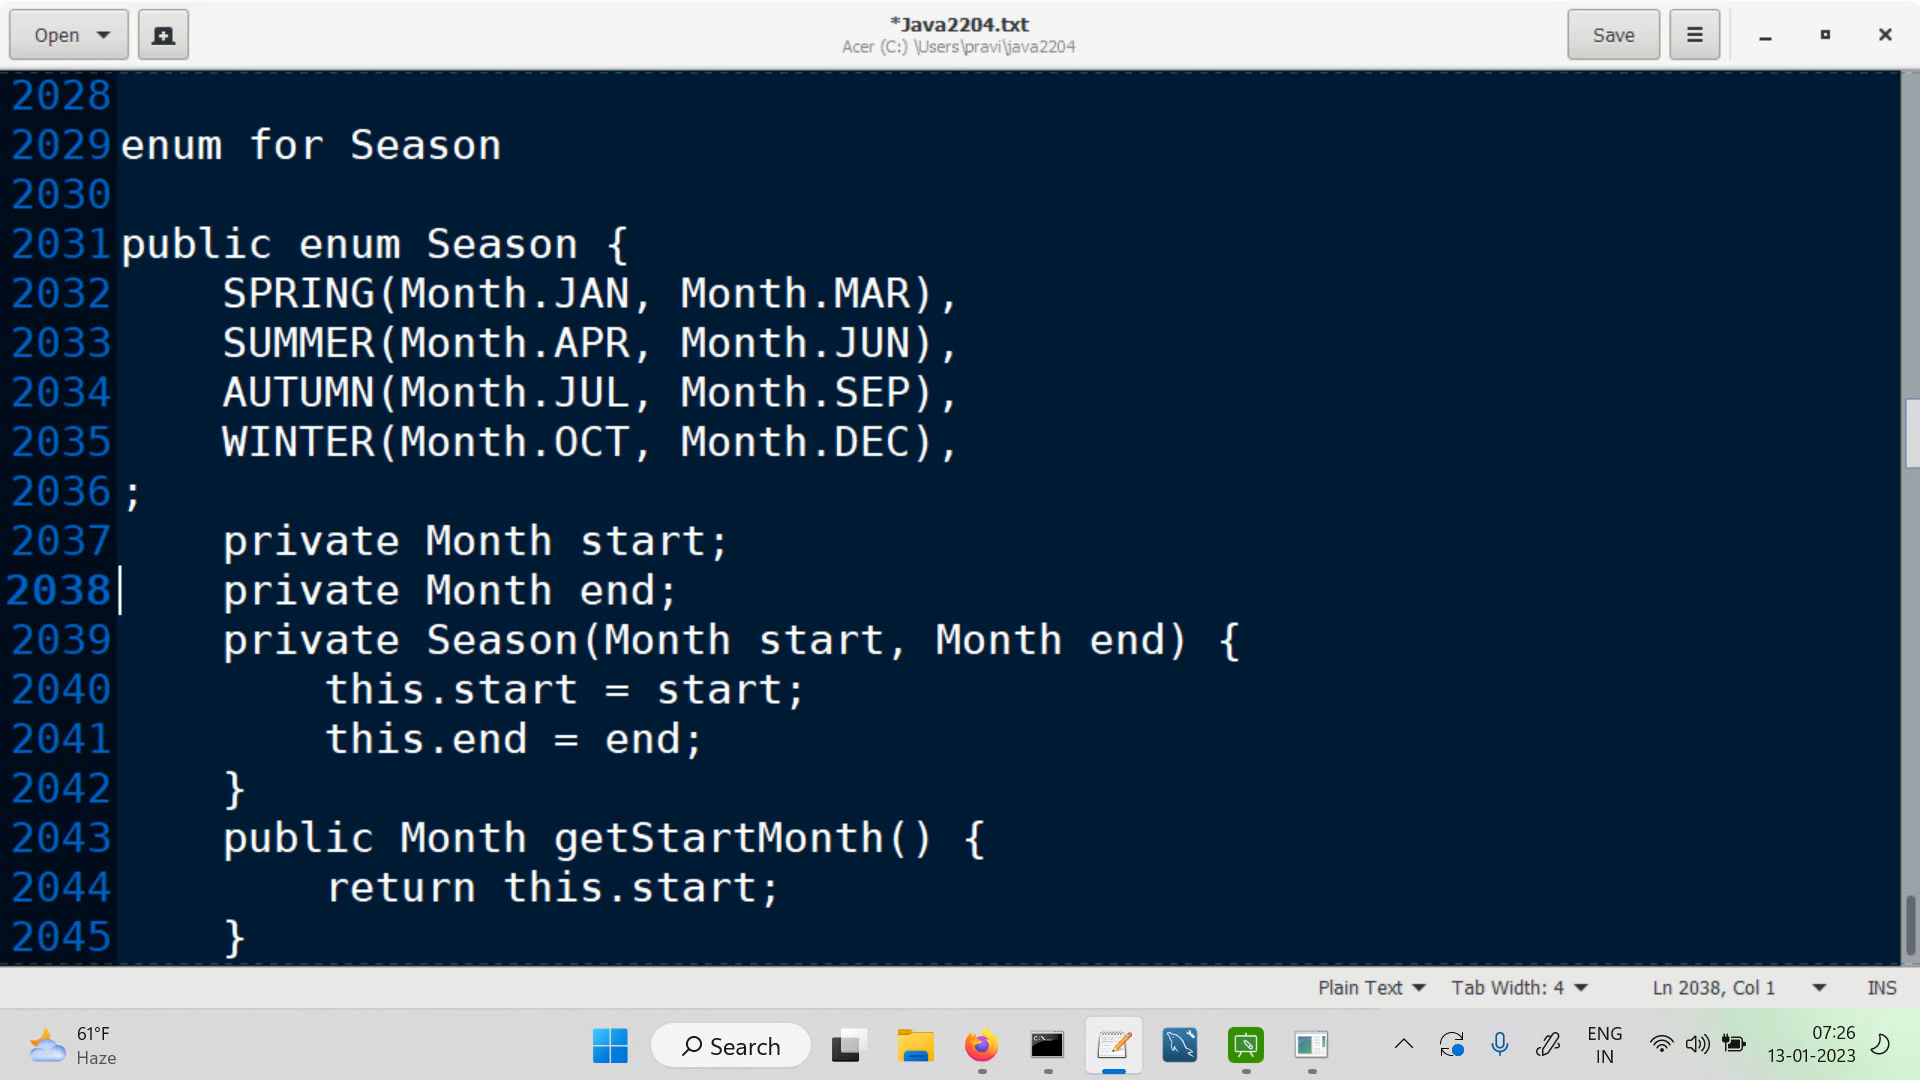 Open
*Java2204.txt
Acer (C:) \Users\pravi\java2204
Save
2028
2029 enum for Season
2030
2031 public enum Season {
2032     SPRING(Month.JAN, Month.MAR),
2033     SUMMER(Month.APR, Month.JUN),
2034     AUTUMN(Month.JUL, Month.SEP),
2035     WINTER(Month.OCT, Month.DEC),
2036 ;
2037     private Month start;
2038     private Month end;
2039     private Season(Month start, Month end) {
2040         this.start = start;
2041         this.end = end;
2042     }
2043     public Month getStartMonth() {
2044         return this.start;
2045     }
Plain Text Tab Width: 4 Ln 2038, Col 1 INS
61°F
Haze
Search
ENG
IN
07:26
13-01-2023